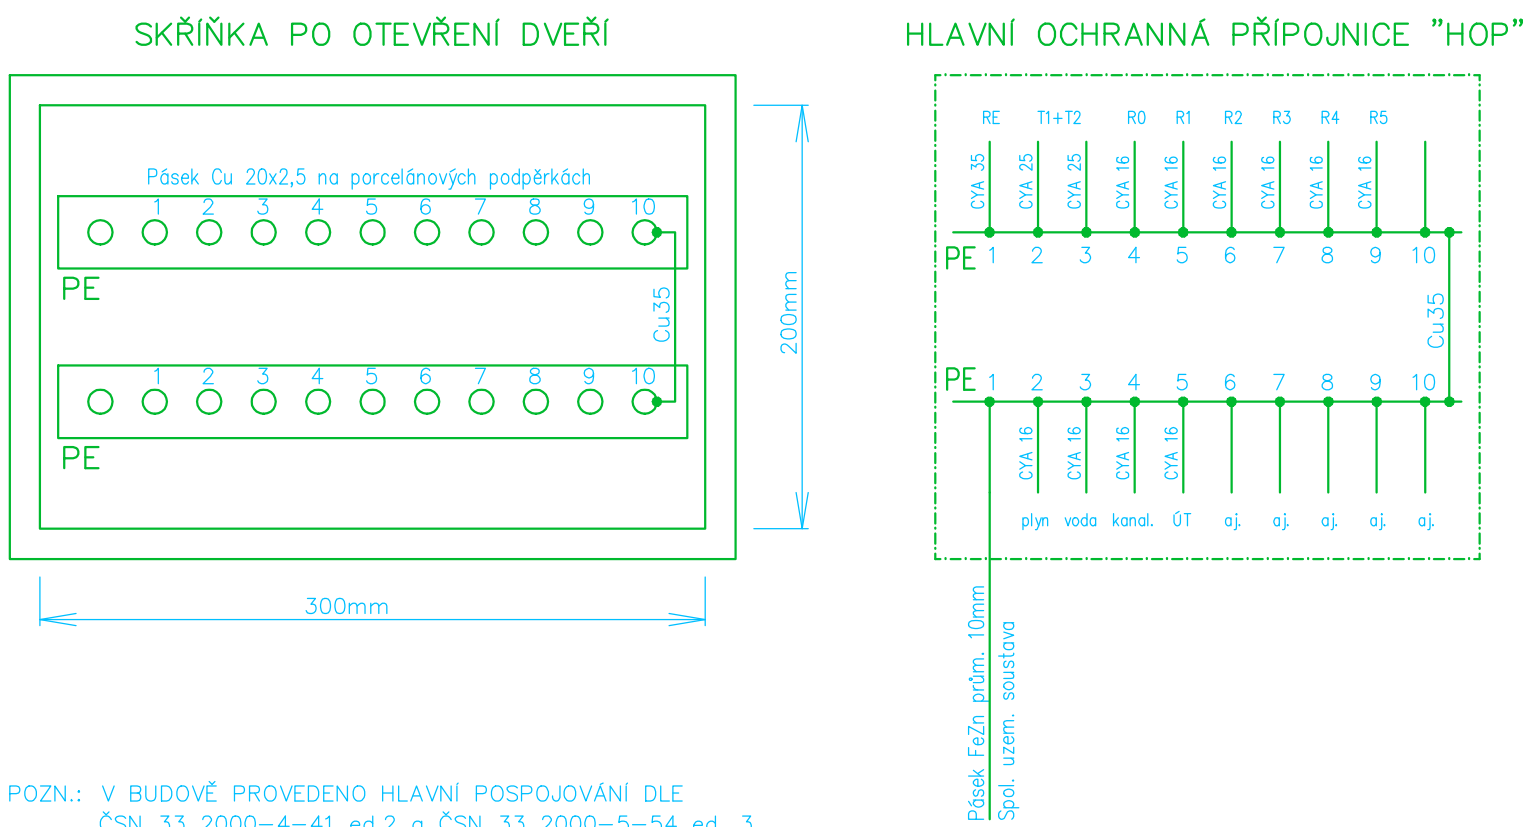 SKŘÍŇKA PO OTEVŘENÍ DVEŘÍ
Pásek Cu 20x2,5 na porcelánových podpěrkách
1 2 3 4 5 6 7 8 9 10
PE
Cu35
1 2 3 4 5 6 7 8 9 10
PE
200mm
300mm
HLAVNÍ OCHRANNÁ PŘÍPOJNICE "HOP"
RE T1+T2 R0 R1 R2 R3 R4 R5
CYA 35
CYA 25
CYA 25
CYA 16
CYA 16
CYA 16
CYA 16
CYA 16
CYA 16
PE 1 2 3 4 5 6 7 8 9 10
Cu35
PE 1 2 3 4 5 6 7 8 9 10
CYA 16
CYA 16
CYA 16
CYA 16
plyn voda kanal. ÚT aj. aj. aj. aj. aj.
Pásek FeZn prům. 10mm
Spol. uzem. soustava
POZN.: V BUDOVĚ PROVEDENO HLAVNÍ POSPOJOVÁNÍ DLE
ČSN 33 2000-4-41 ed.2 a ČSN 33 2000-5-54 ed. 3